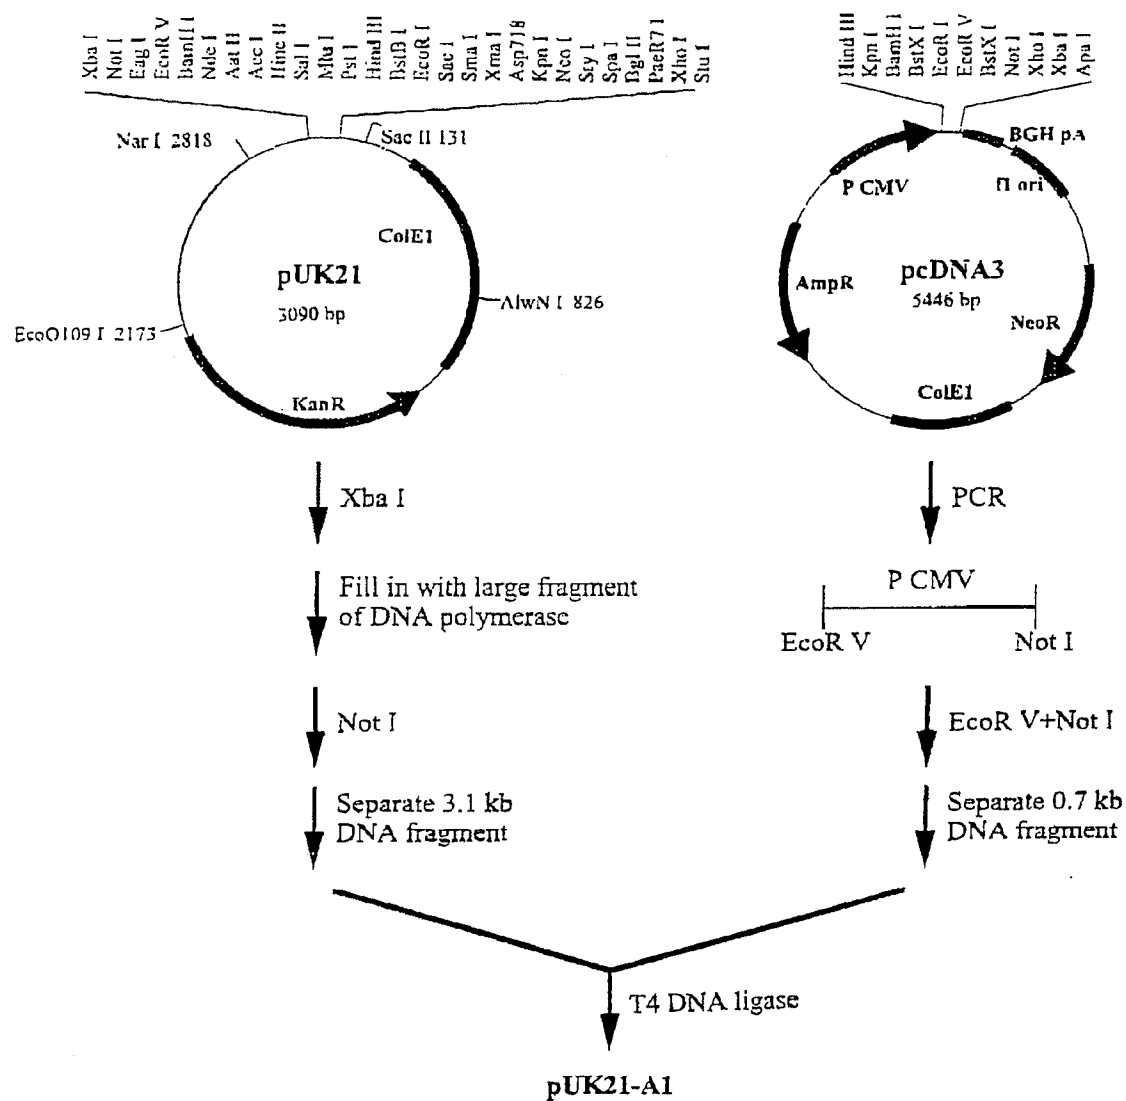 Xba I
Not I
Eag I
EcoR V
BamH I
Nde I
Aat II
Acc I
Hinc II
Sal I
Mlu I
Pst I
Hind III
BstB I
EcoR I
Sac I
Sma I
Xma I
Asp718
Kpn I
Nco I
Sty I
Spa I
Bgl II
PaeR7 I
Xho I
Stu I
Hind III
Kpn I
BamH I
BstX I
EcoR I
EcoR V
BstX I
Not I
Xho I
Xba I
Apa I
Nar I 2818
Sac II 131
ColE1
pUK21
3090 bp
AlwN I 826
EcoO109 I 2173
KanR
BGH pA
P CMV
f1 ori
AmpR
pcDNA3
5446 bp
NeoR
ColE1
Xba I
Fill in with large fragment
of DNA polymerase
Not I
Separate 3.1 kb
DNA fragment
PCR
P CMV
EcoR V
Not I
EcoR V+Not I
Separate 0.7 kb
DNA fragment
T4 DNA ligase
pUK21-A1